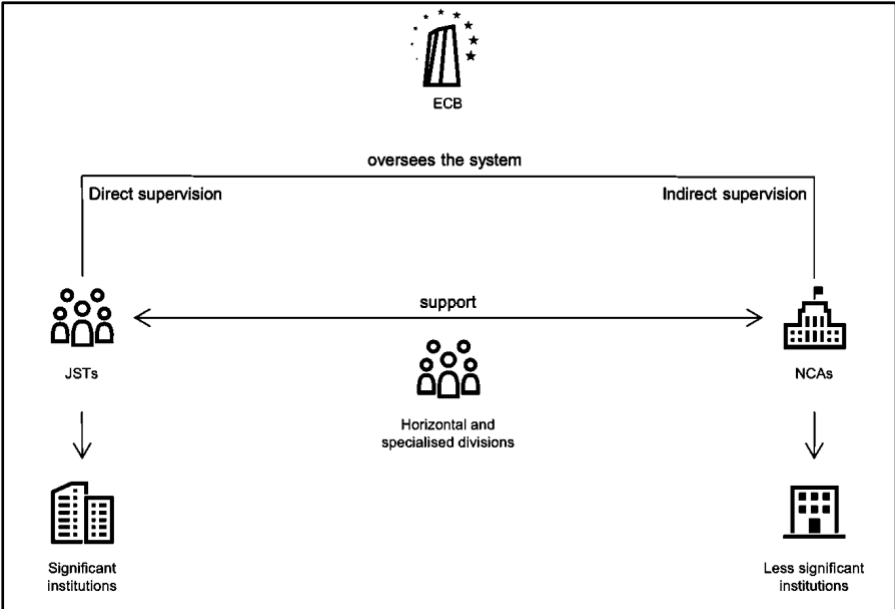 ECB
oversees the system
Direct supervision
Indirect supervision
support
JSTs
NCAs
Horizontal and
specialised divisions
Significant
institutions
Less significant
institutions